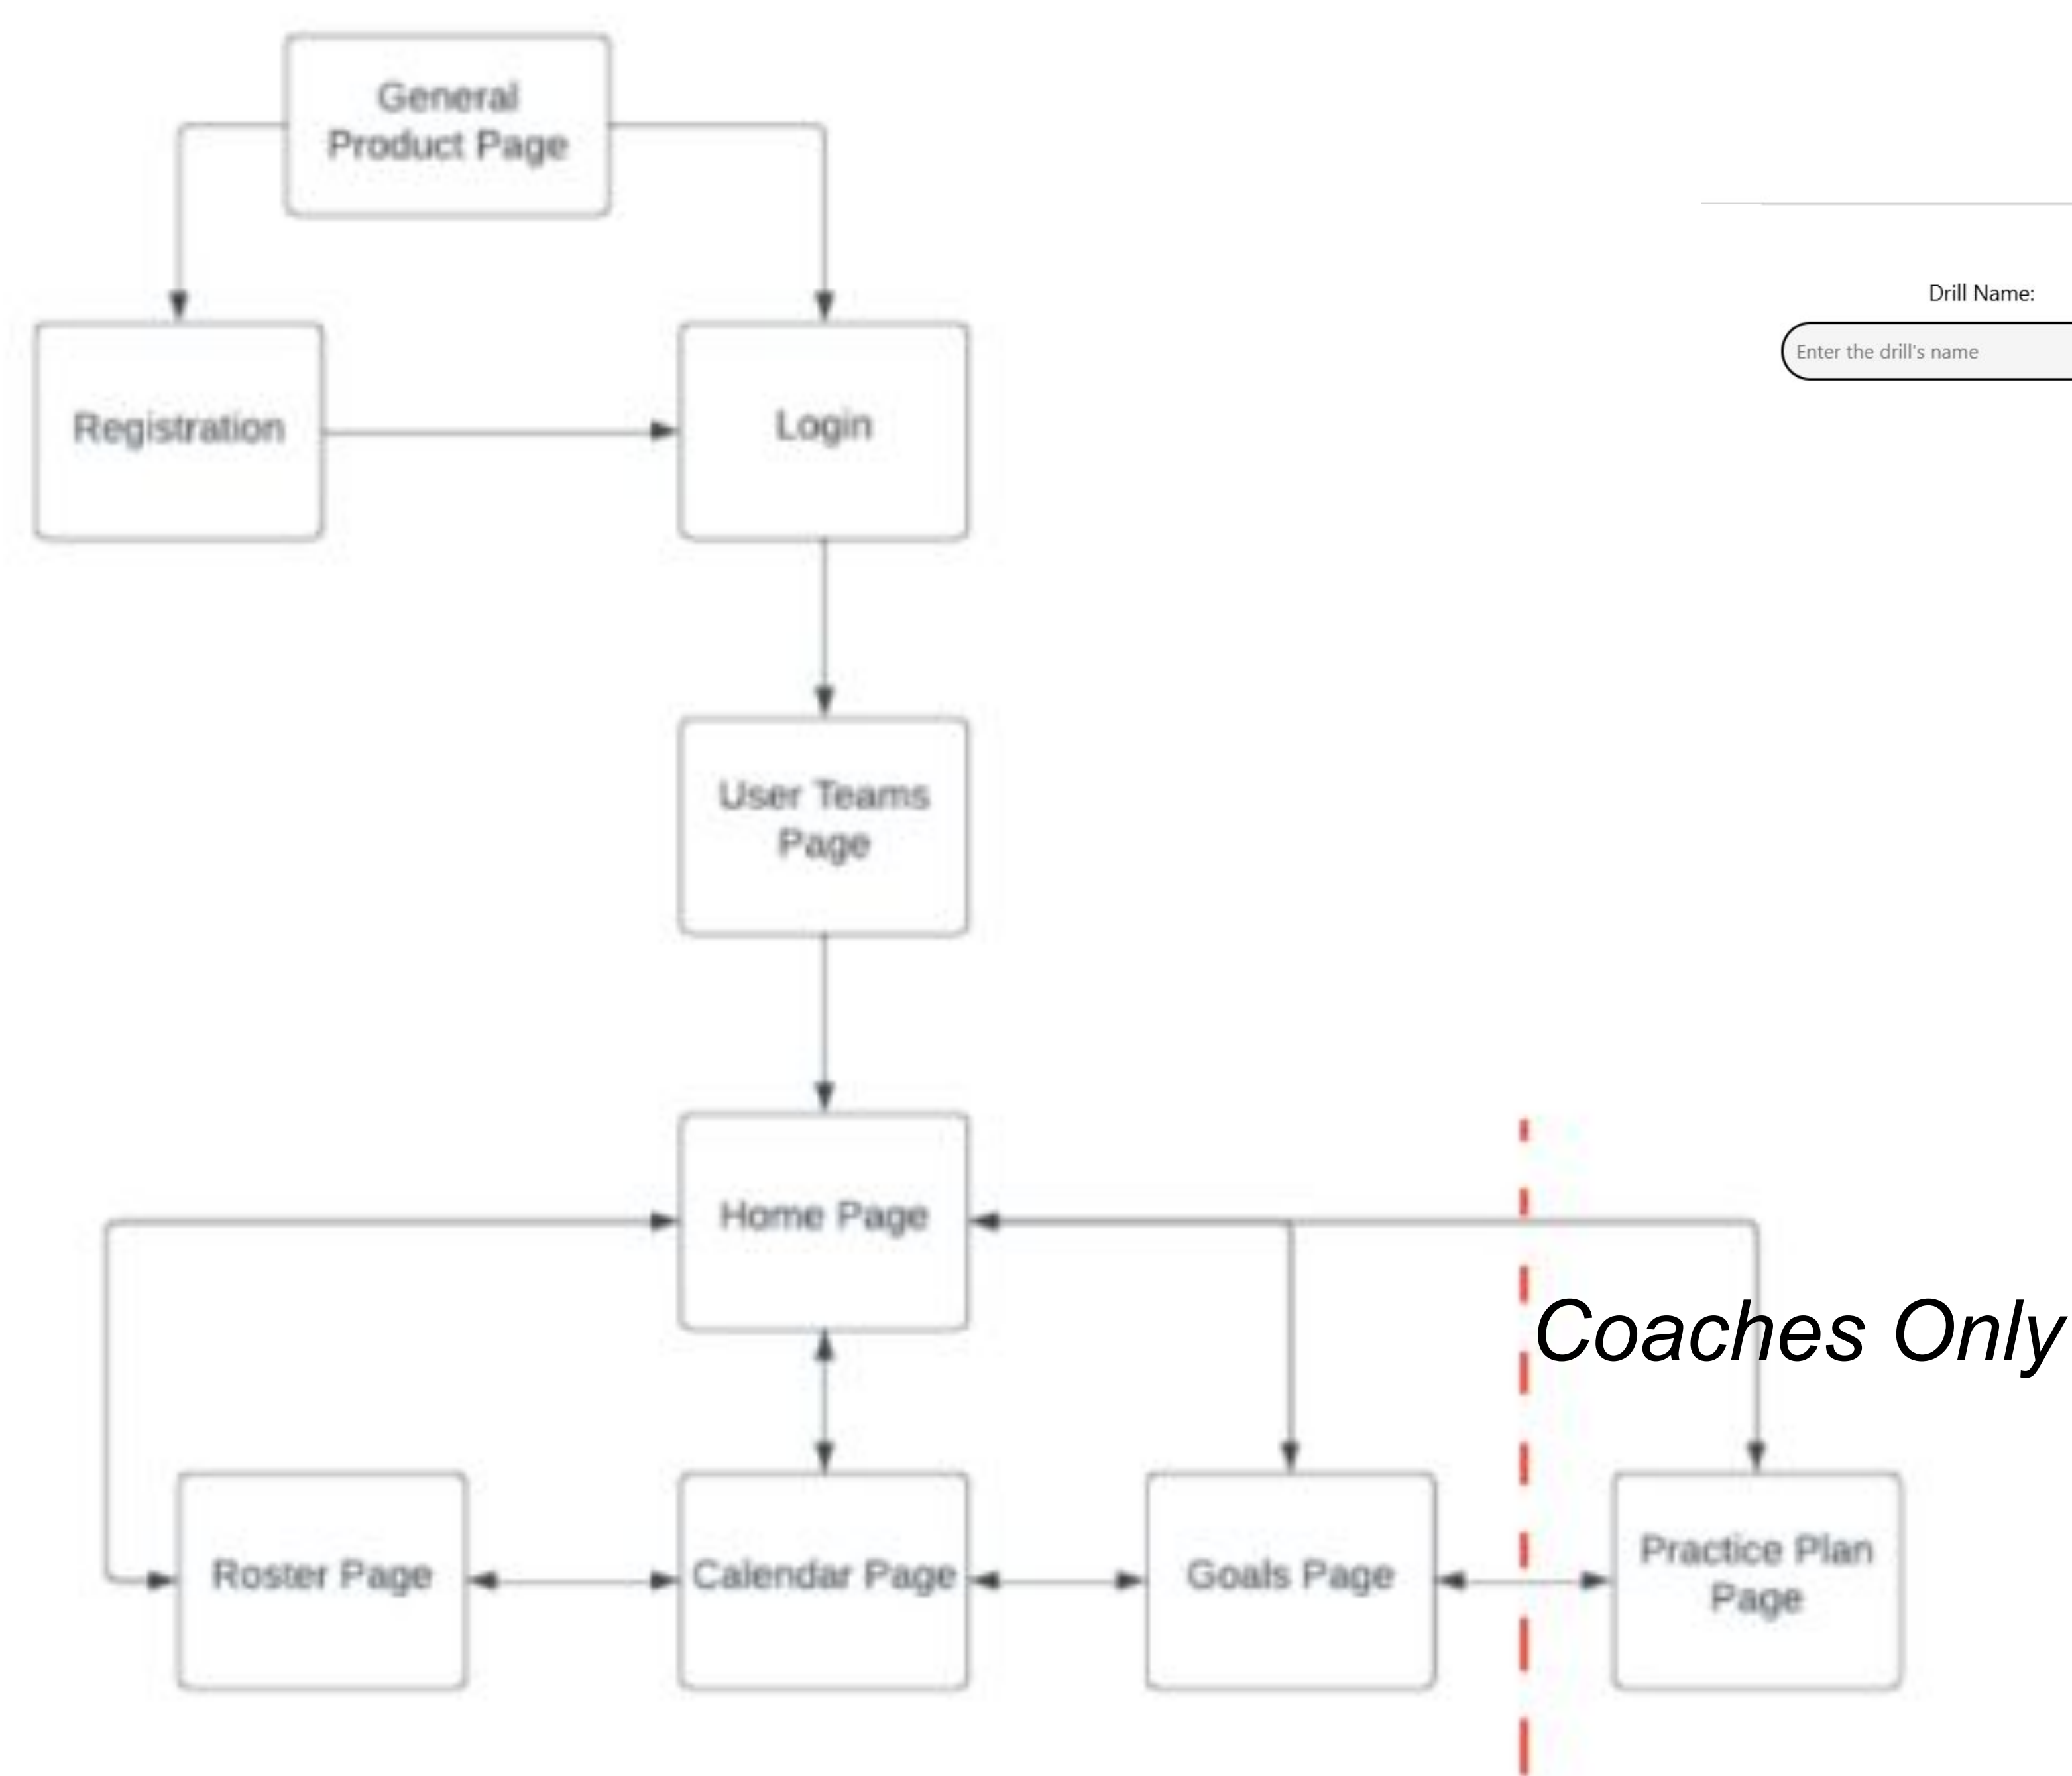 General
Product Page
Drill Name:
Enter the drill's name
Registration
Login
User Teams
Page
Home Page
Coaches Only
Roster Page
Calendar Page
Goals Page
Practice Plan
Page